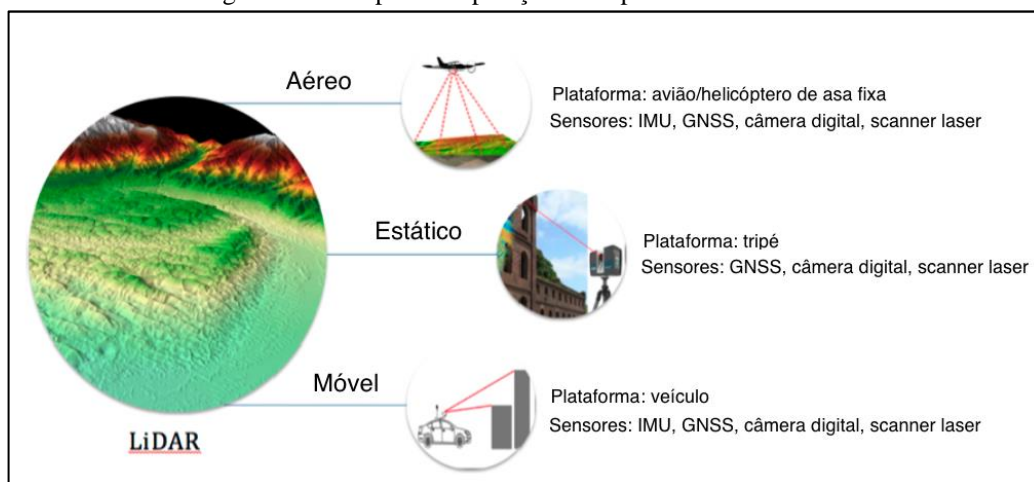 Aéreo
Plataforma: avião/helicóptero de asa fixa
Sensores: IMU, GNSS, câmera digital, scanner laser
Estático
Plataforma: tripé
Sensores: GNSS, câmera digital, scanner laser
Móvel
Plataforma: veículo
Sensores: IMU, GNSS, câmera digital, scanner laser
LiDAR